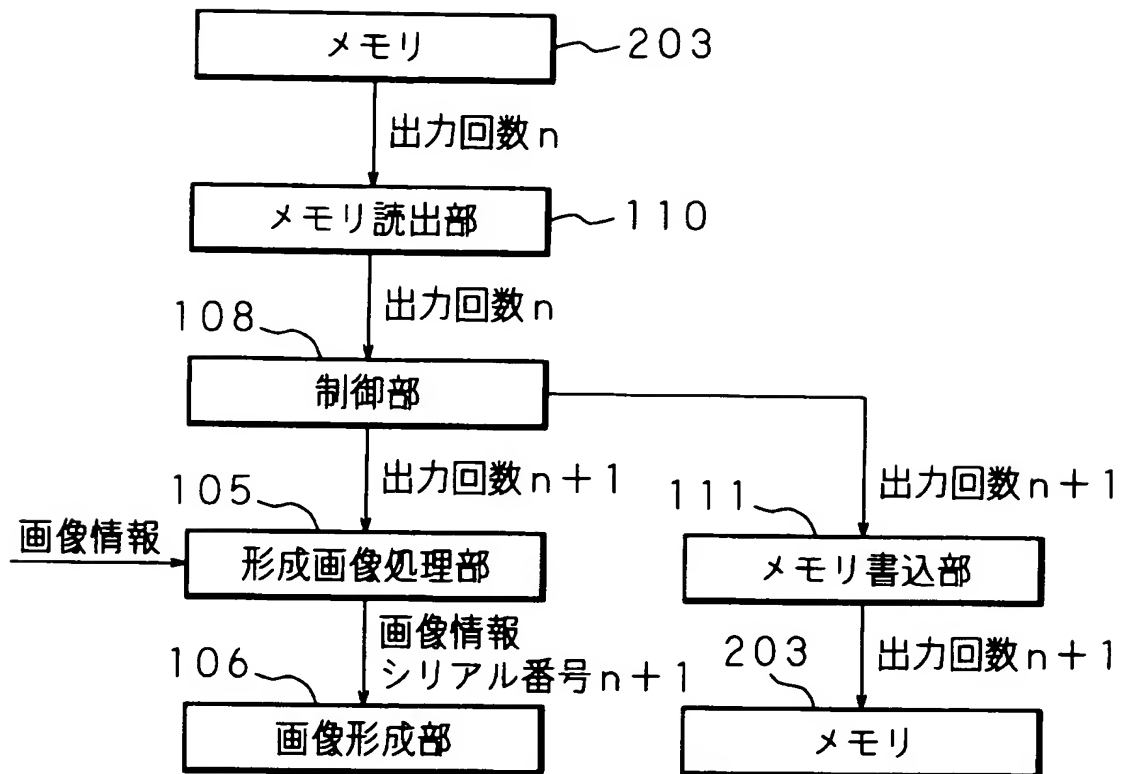 メモリ
203
出力回数n
メモリ読出部
110
出力回数n
108
制御部
出力回数n+1
出力回数n+1
105
111
画像情報
形成画像処理部
メモリ書込部
画像情報
シリアル番号n+1
出力回数n+1
106
203
画像形成部
メモリ